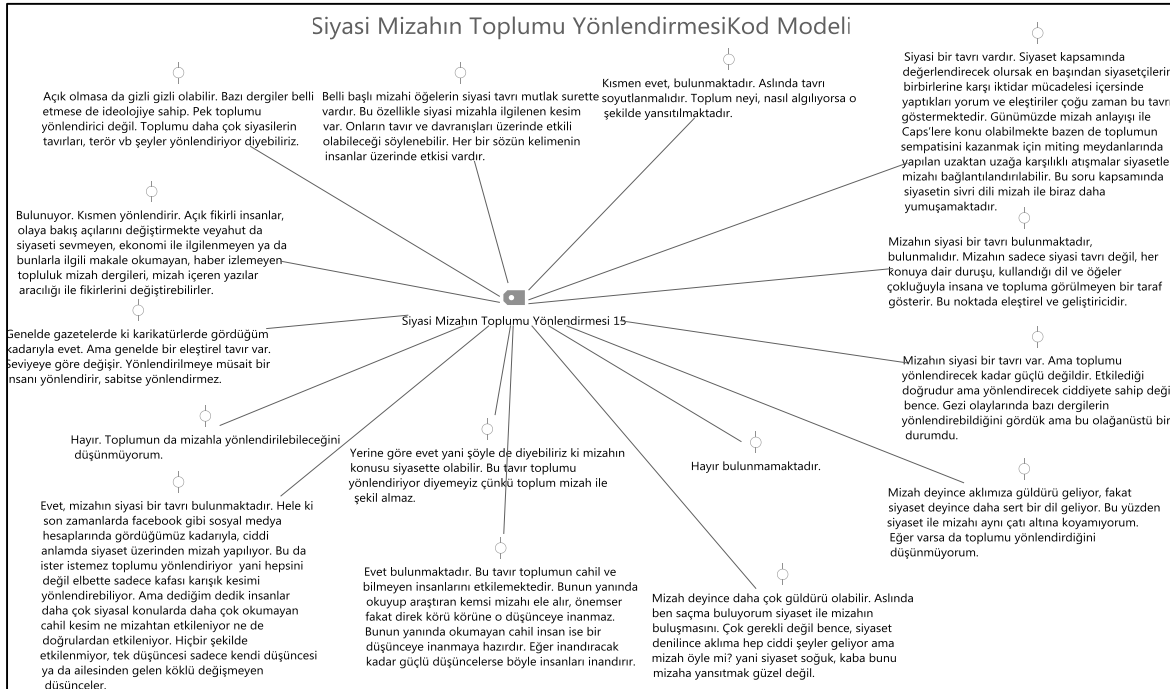 Siyasi Mizahın Toplumu YönlendirmesiKod Modeli
Açık olmasa da gizli gizli olabilir. Bazı dergiler belli
etmese de ideolojiye sahip. Pek toplumu
yönlendirici değil. Toplumu daha çok siyasilerin
tavırları, terör vb şeyler yönlendiriyor diyebiliriz.
Belli başlı mizahi öğelerin siyasi tavrı mutlak surette
vardır. Bu özellikle siyasi mizahla ilgilenen kesim
var. Onların tavır ve davranışları üzerinde etkili
olabileceği söylenebilir. Her bir sözün kelimenin
insanlar üzerinde etkisi vardır.
Kısmen evet, bulunmaktadır. Aslında tavrı
soyutlanmalıdır. Toplum neyi, nasıl algılıyorsa o
şekilde yansıtılmaktadır.
Siyasi bir tavrı vardır. Siyaset kapsamında
değerlendirecek olursak en başından siyasetçilerin
birbirlerine karşı iktidar mücadelesi içersinde
yaptıkları yorum ve eleştiriler çoğu zaman bu tavrı
göstermektedir. Günümüzde mizah anlayışı ile
Caps'lere konu olabilmekte bazen de toplumun
sempatisini kazanmak için miting meydanlarında
yapılan uzaktan uzağa karşılıklı atışmalar siyasetle
mizahı bağlantılandırılabilir. Bu soru kapsamında
siyasetin sivri dili mizah ile biraz daha
yumuşamaktadır.
Bulunuyor. Kısmen yönlendirir. Açık fikirli insanlar,
olaya bakış açılarını değiştirmekte veyahut da
siyaseti sevmeyen, ekonomi ile ilgilenmeyen ya da
bunlarla ilgili makale okumayan, haber izlemeyen
topluluk mizah dergileri, mizah içeren yazılar
aracılığı ile fikirlerini değiştirebilirler.
Mizahın siyasi bir tavrı bulunmaktadır,
bulunmalıdır. Mizahın sadece siyasi tavrı değil, her
konuya dair duruşu, kullandığı dil ve öğeler
çokluğuyla insana ve topluma görülmeyen bir taraf
gösterir. Bu noktada eleştirel ve geliştiricidir.
Siyasi Mizahın Toplumu Yönlendirmesi 15
Genelde gazetelerde ki karikatürlerde gördüğüm
kadarıyla evet. Ama genelde bir eleştirel tavır var.
Seviyeye göre değişir. Yönlendirilmeye müsait bir
insanı yönlendirir, sabitse yönlendirmez.
Mizahın siyasi bir tavrı var. Ama toplumu
yönlendirecek kadar güçlü değildir. Etkilediği
doğrudur ama yönlendirecek ciddiyete sahip deği
bence. Gezi olaylarında bazı dergilerin
yönlendirebildiğini gördük ama bu olağanüstü bir
durumdu.
Hayır. Toplumun da mizahla yönlendirilebileceğini
düşünmüyorum.
Yerine göre evet yani şöyle de diyebiliriz ki mizahın
konusu siyasette olabilir. Bu tavır toplumu
yönlendiriyor diyemeyiz çünkü toplum mizah ile
şekil almaz.
Hayır bulunmamaktadır.
Mizah deyince aklımıza güldürü geliyor, fakat
siyaset deyince daha sert bir dil geliyor. Bu yüzden
siyaset ile mizahı aynı çatı altına koyamıyorum.
Eğer varsa da toplumu yönlendirdiğini
düşünmüyorum.
Evet, mizahın siyasi bir tavrı bulunmaktadır. Hele ki
son zamanlarda facebook gibi sosyal medya
hesaplarında gördüğümüz kadarıyla, ciddi
anlamda siyaset üzerinden mizah yapılıyor. Bu da
ister istemez toplumu yönlendiriyor yani hepsini
değil elbette sadece kafası karışık kesimi
yönlendirebiliyor. Ama dediğim dedik insanlar
daha çok siyasal konularda daha çok okumayan
cahil kesim ne mizahtan etkileniyor ne de
doğrulardan etkileniyor. Hiçbir şekilde
etkilenmiyor, tek düşüncesi sadece kendi düşüncesi
ya da ailesinden gelen köklü değişmeyen
düşünceler.
Evet bulunmaktadır. Bu tavır toplumun cahil ve
bilmeyen insanlarını etkilemektedir. Bunun yanında
okuyup araştıran kemsi mizahı ele alır, önemser
fakat direk körü körüne o düşünceye inanmaz.
Bunun yanında okumayan cahil insan ise bir
düşünceye inanmaya hazırdır. Eğer inandıracak
kadar güçlü düşüncelerse böyle insanları inandırır.
Mizah deyince daha çok güldürü olabilir. Aslında
ben saçma buluyorum siyaset ile mizahın
buluşmasını. Çok gerekli değil bence, siyaset
denilince aklıma hep ciddi şeyler geliyor ama
mizah öyle mi? yani siyaset soğuk, kaba bunu
mizaha yansıtmak güzel değil.